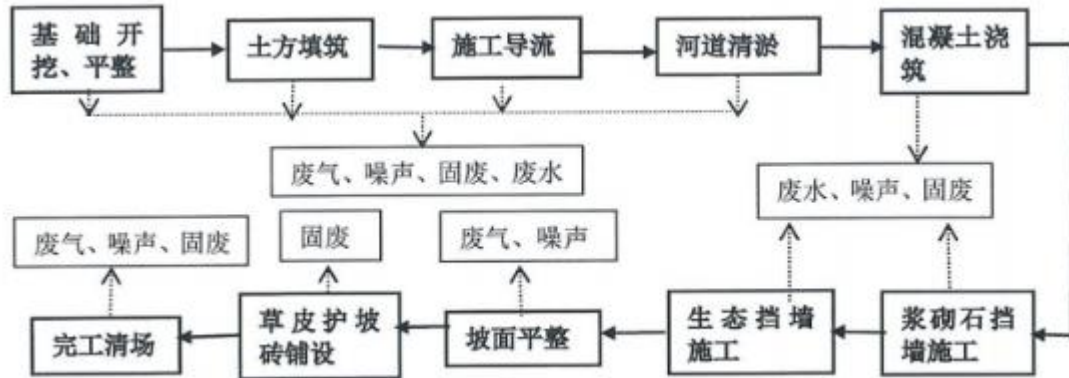 基础开
挖、平整
土方填筑
施工导流
河道清淤
混凝土浇
筑
废气、噪声、固废、废水
废水、噪声、固废
废气、噪声、固废
固废
废气、噪声
完工清场
草皮护坡
砖铺设
坡面平整
生态挡墙
施工
浆砌石挡
墙施工